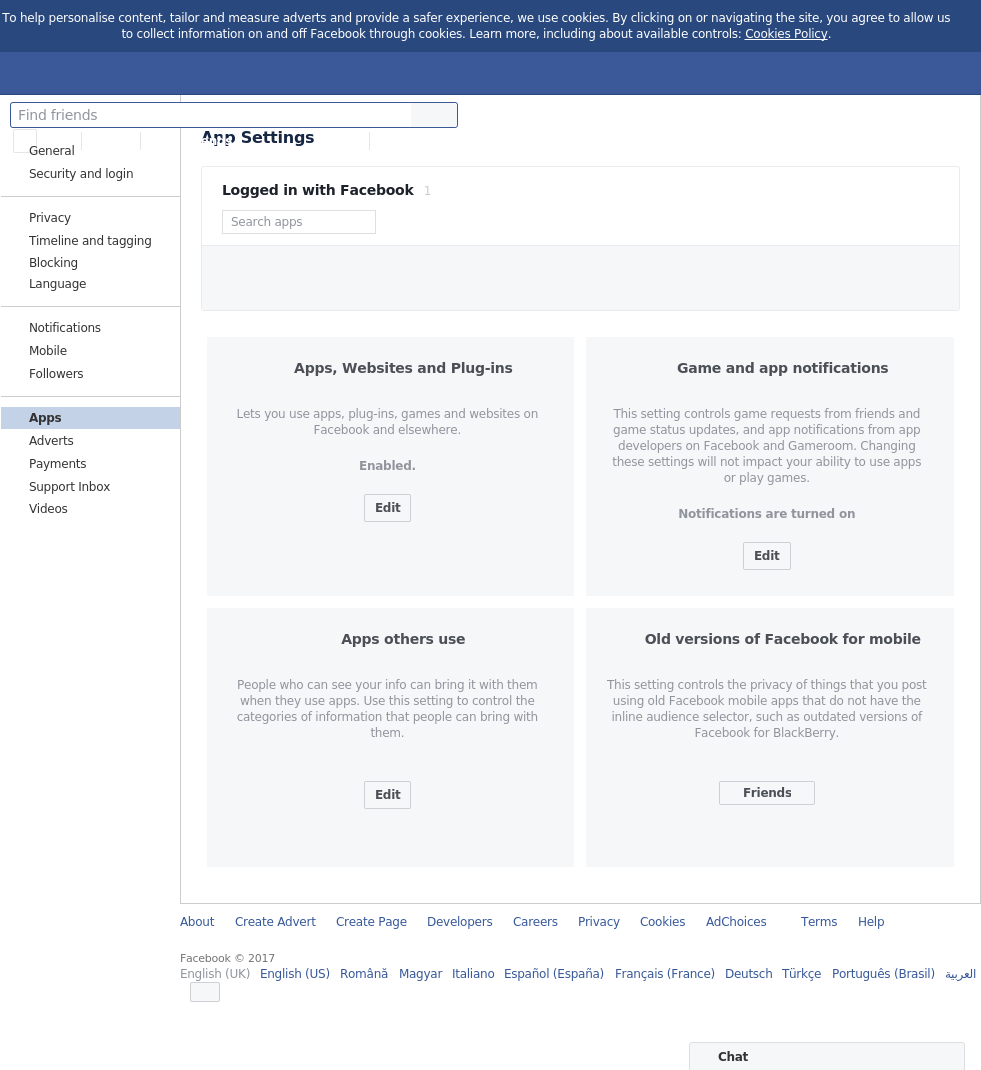 To help personalise content, tailor and measure adverts and provide a safer experience, we use cookies. By clicking on or navigating the site, you agree to allow us
to collect information on and off Facebook through cookies. Learn more, including about available controls: Cookies Policy.
Find friends
App Settings
General
Security and login
Privacy
Timeline and tagging
Blocking
Language
Notifications
Mobile
Followers
Apps
Adverts
Payments
Support Inbox
Videos
Logged in with Facebook 1
Search apps
Apps, Websites and Plug-ins
Lets you use apps, plug-ins, games and websites on
Facebook and elsewhere.
Enabled.
Edit
Game and app notifications
This setting controls game requests from friends and
game status updates, and app notifications from app
developers on Facebook and Gameroom. Changing
these settings will not impact your ability to use apps
or play games.
Notifications are turned on
Edit
Apps others use
People who can see your info can bring it with them
when they use apps. Use this setting to control the
categories of information that people can bring with
them.
Edit
Old versions of Facebook for mobile
This setting controls the privacy of things that you post
using old Facebook mobile apps that do not have the
inline audience selector, such as outdated versions of
Facebook for BlackBerry.
Friends
About Create Advert Create Page Developers Careers Privacy Cookies AdChoices Terms Help
Facebook © 2017
English (UK) English (US) Română Magyar Italiano Español (España) Français (France) Deutsch Türkçe Português (Brasil) العربية
Chat